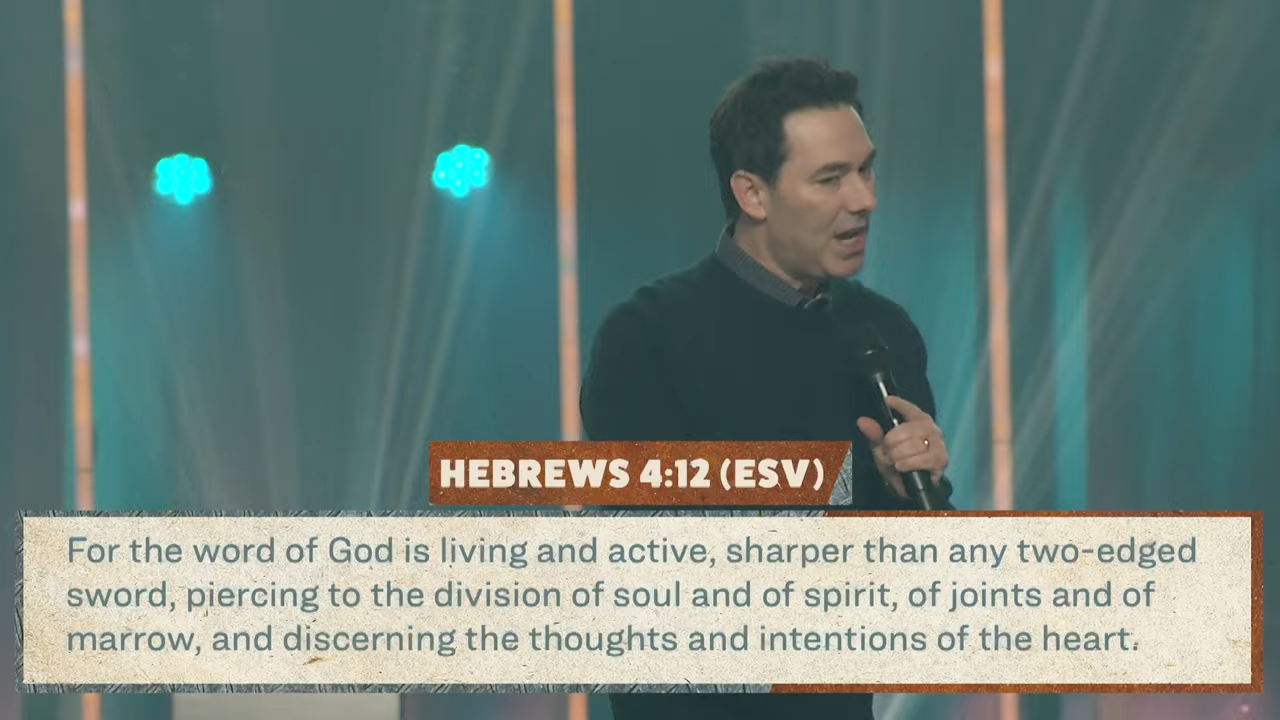 HEBREWS 4:12 (ESV)
For the word of God is living and active, sharper than any two-edged
sword, piercing to the division of soul and of spirit, of joints and of
marrow, and discerning the thoughts and intentions of the heart.